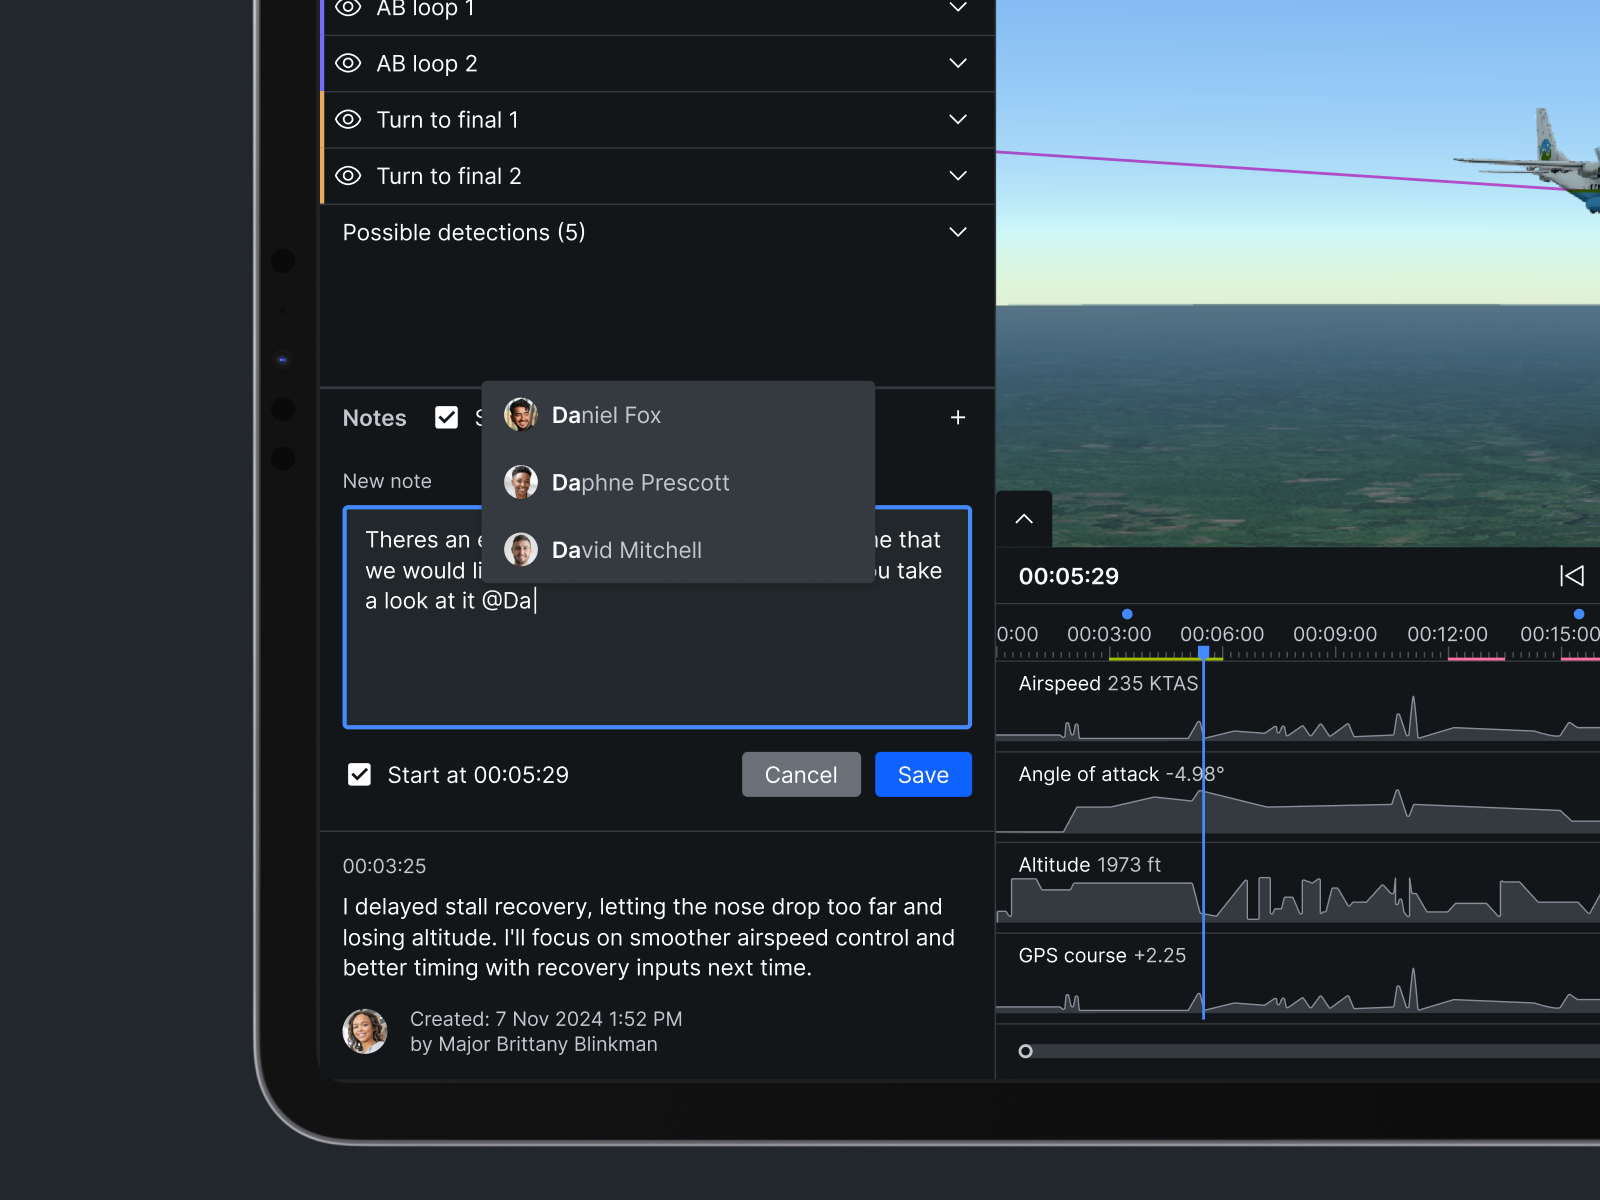 AB loop 1
AB loop 2
Turn to final 1
Turn to final 2
Possible detections (5)
Notes
Daniel Fox
Daphne Prescott
David Mitchell
New note
Theres an that
we would take
a look at it @Da
Start at 00:05:29
Cancel
Save
00:03:25
I delayed stall recovery, letting the nose drop too far and
losing altitude. I'll focus on smoother airspeed control and
better timing with recovery inputs next time.
Created: 7 Nov 2024 1:52 PM
by Major Brittany Blinkman
00:05:29
0:00 00:03:00 00:06:00 00:09:00 00:12:00 00:15:00
Airspeed 235 KTAS
Angle of attack -4.98°
Altitude 1973 ft
GPS course +2.25